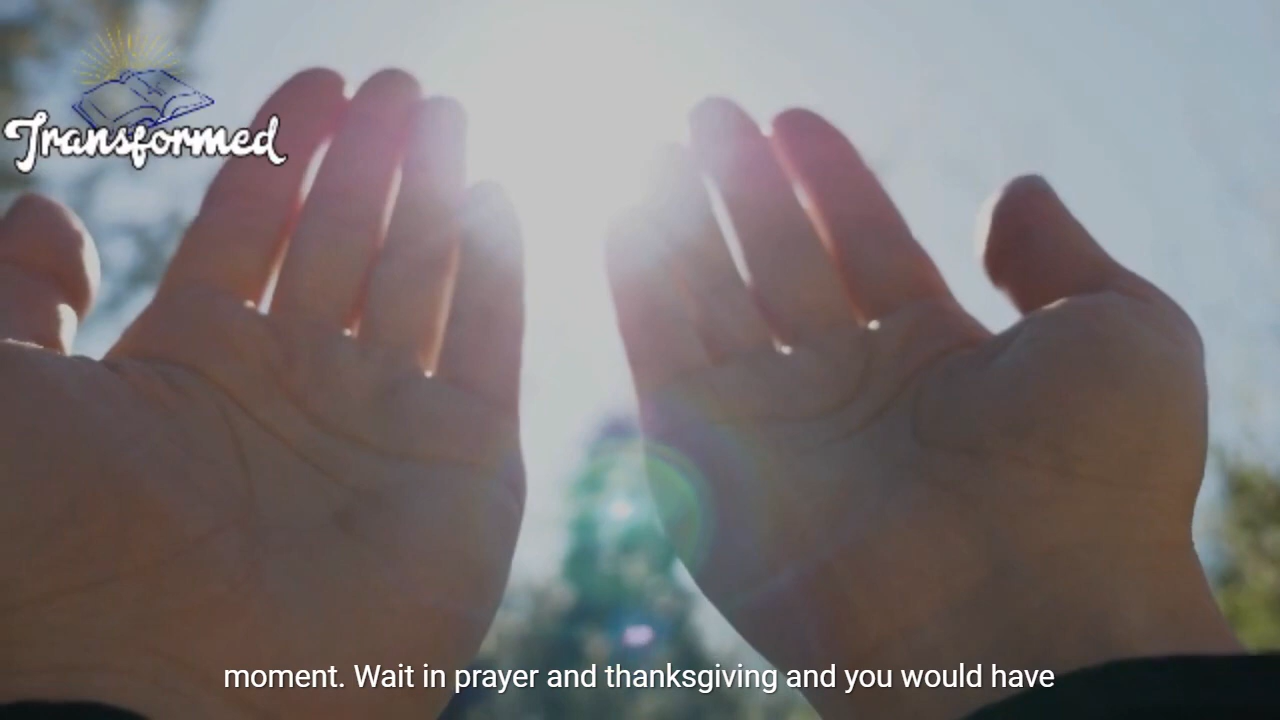 Transformed
moment. Wait in prayer and thanksgiving and you would have